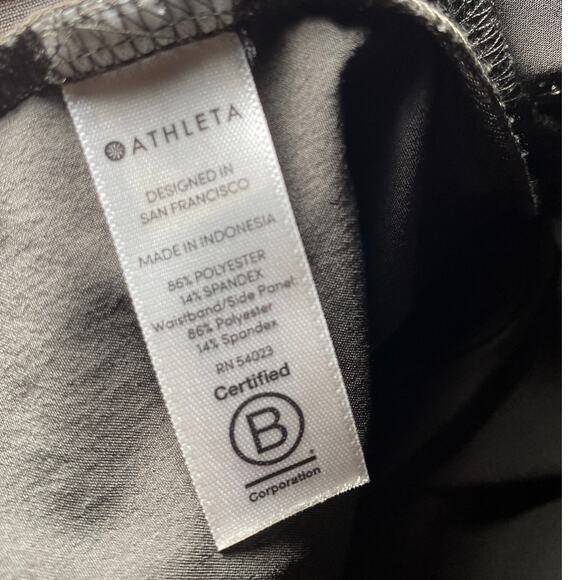 ATHLETA
DESIGNED IN
SAN FRANCISCO
MADE IN INDONESIA
86% POLYESTER
14% SPANDEX
Waistband/Side Panel:
86% Polyester
14% Spandex
RN 54023
Certified
B
Corporation